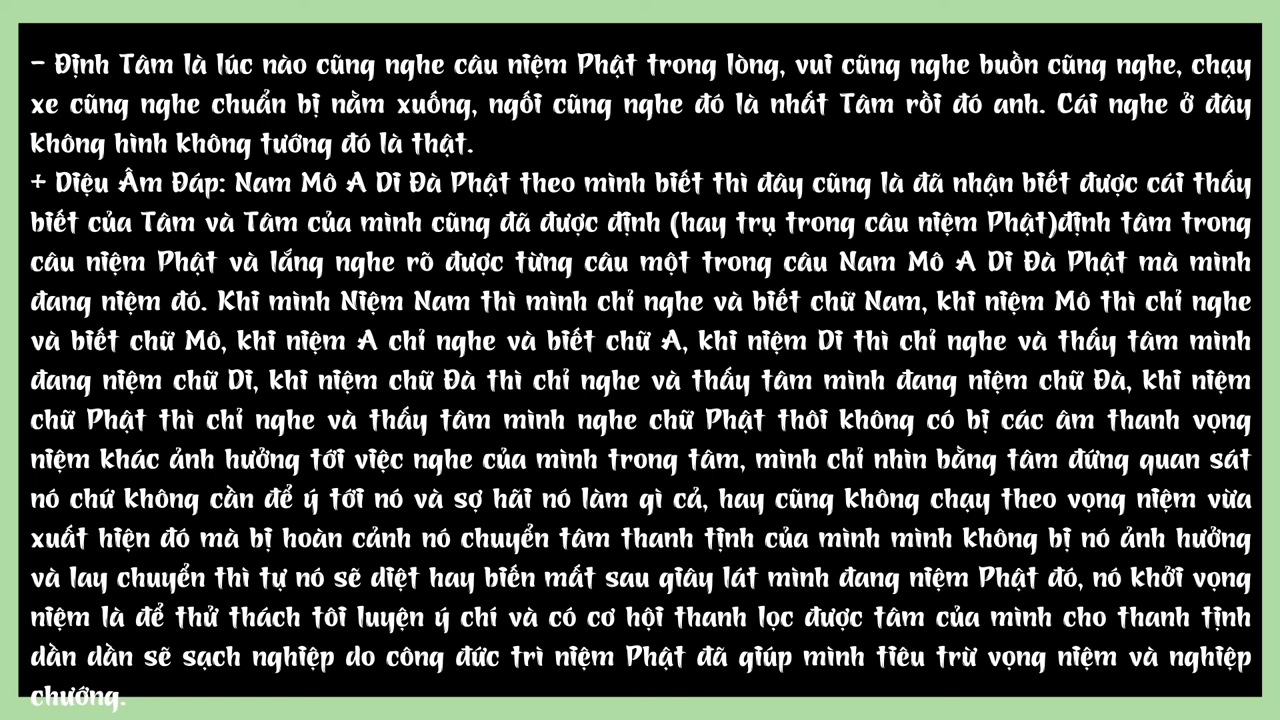 - Định Tâm là lúc nào cũng nghe câu niệm Phật trong lòng, vui cũng nghe buồn cũng nghe, chạy
xe cũng nghe chuẩn bị nằm xuống, ngối cũng nghe đó là nhất Tâm rồi đó anh. Cái nghe ở đây
không hình không tướng đó là thật.
+ Diệu Âm Đáp: Nam Mô A Di Đà Phật theo mình biết thì đây cũng là đã nhận biết được cái thấy
biết của Tâm và Tâm của mình cũng đã được định (hay trụ trong câu niệm Phật)định tâm trong
câu niệm Phật và lắng nghe rõ được từng câu một trong câu Nam Mô A Di Đà Phật mà mình
đang niệm đó. Khi mình Niệm Nam thì mình chỉ nghe và biết chữ Nam, khi niệm Mô thì chỉ nghe
và biết chữ Mô, khi niệm A chỉ nghe và biết chữ A, khi niệm Di thì chỉ nghe và thấy tâm mình
đang niệm chữ Di, khi niệm chữ Đà thì chỉ nghe và thấy tâm mình đang niệm chữ Đà, khi niệm
chữ Phật thì chỉ nghe và thấy tâm mình nghe chữ Phật thôi không có bị các âm thanh vọng
niệm khác ảnh hưởng tới việc nghe của mình trong tâm, mình chỉ nhìn bằng tâm đứng quan sát
nó chứ không cần để ý tới nó và sợ hãi nó làm gì cả, hay cũng không chạy theo vọng niệm vừa
xuất hiện đó mà bị hoàn cảnh nó chuyển tâm thanh tịnh của mình mình không bị nó ảnh hưởng
và lay chuyển thì tự nó sẽ diệt hay biến mất sau giây lát mình đang niệm Phật đó, nó khởi vọng
niệm là để thử thách tôi luyện ý chí và có cơ hội thanh lọc được tâm của mình cho thanh tịnh
dần dần sẽ sạch nghiệp do công đức trì niệm Phật đã giúp mình tiêu trừ vọng niệm và nghiệp
chướng.